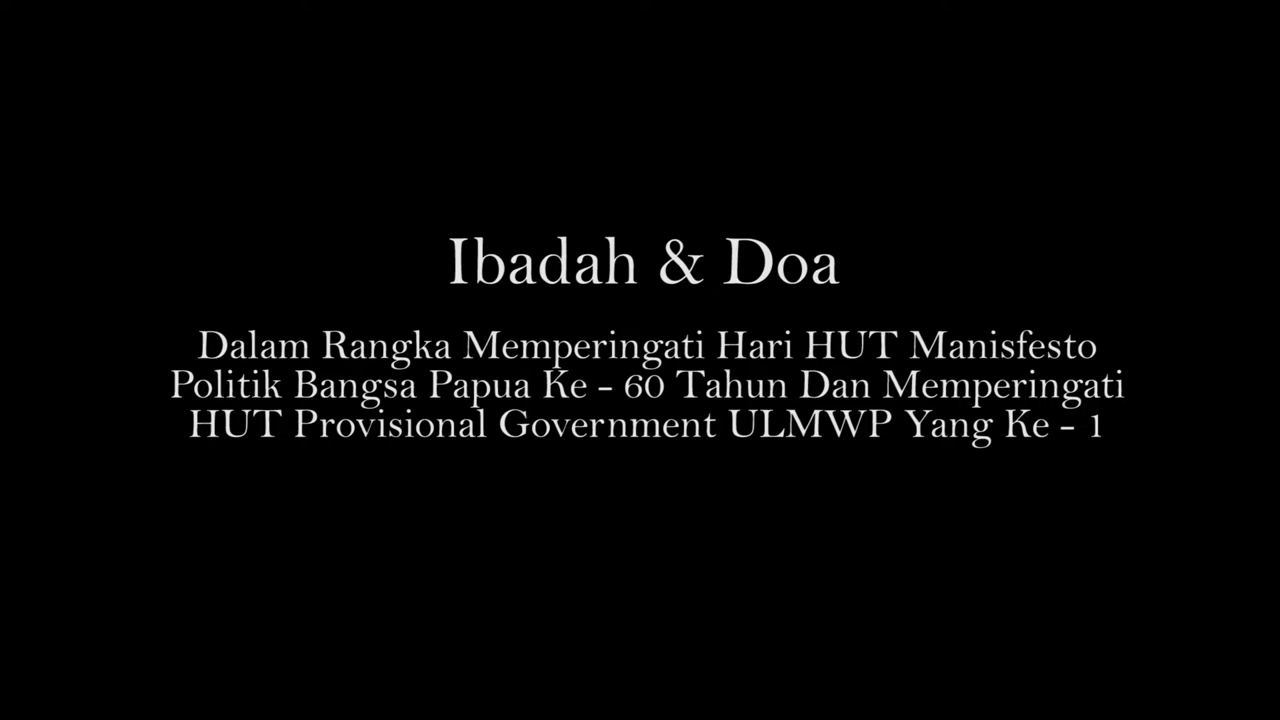 Ibadah & Doa
Dalam Rangka Memperingati Hari HUT Manisfesto
Politik Bangsa Papua Ke - 60 Tahun Dan Memperingati
HUT Provisional Government ULMWP Yang Ke - 1